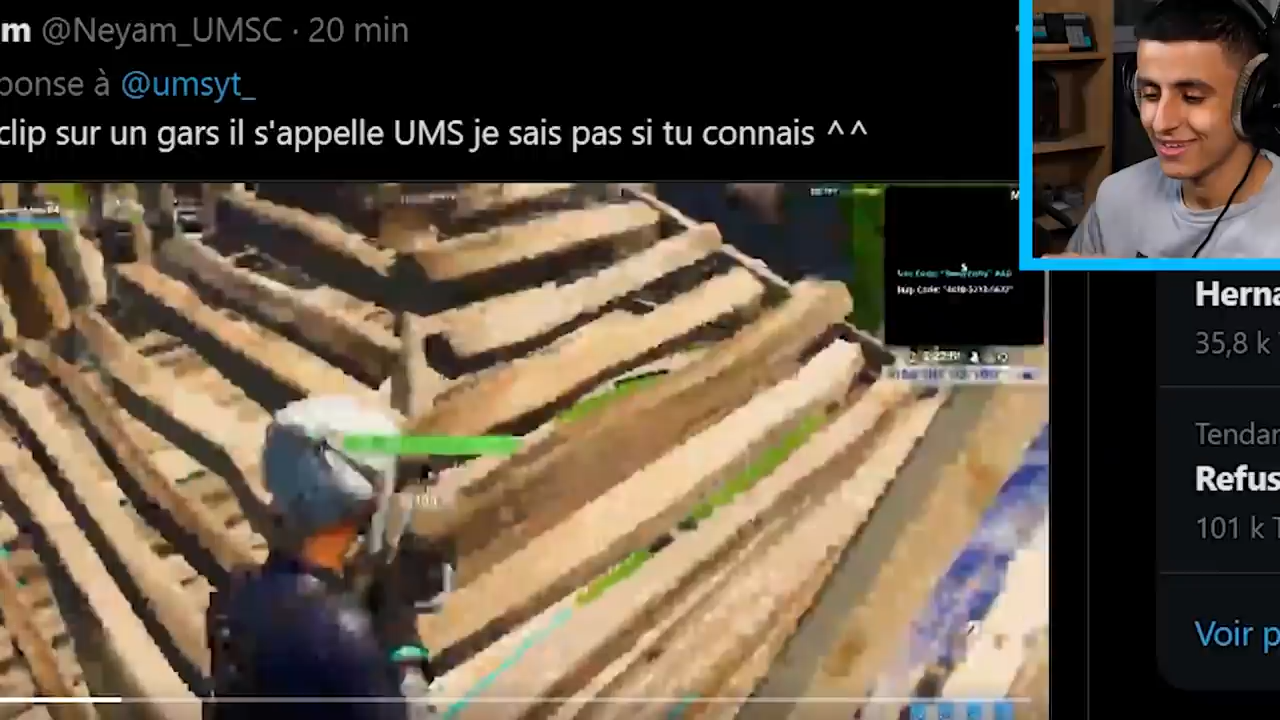 m @Neyam_UMSC · 20 min
ponse à @umsyt_
clip sur un gars il s'appelle UMS je sais pas si tu connais ^^
Herna
35,8 k
Tendan
Refus
101 k T
Voir p